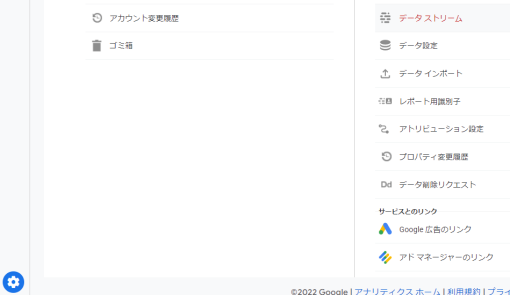 アカウント変更履歴
ゴミ箱
データ ストリーム
データ設定
データ インポート
レポート用識別子
アトリビューション設定
プロパティ変更履歴
Dd データ削除リクエスト
サービスとのリンク
Google 広告のリンク
アド マネージャーのリンク
©2022 Google | アナリティクス ホーム | 利用規約 | プライ